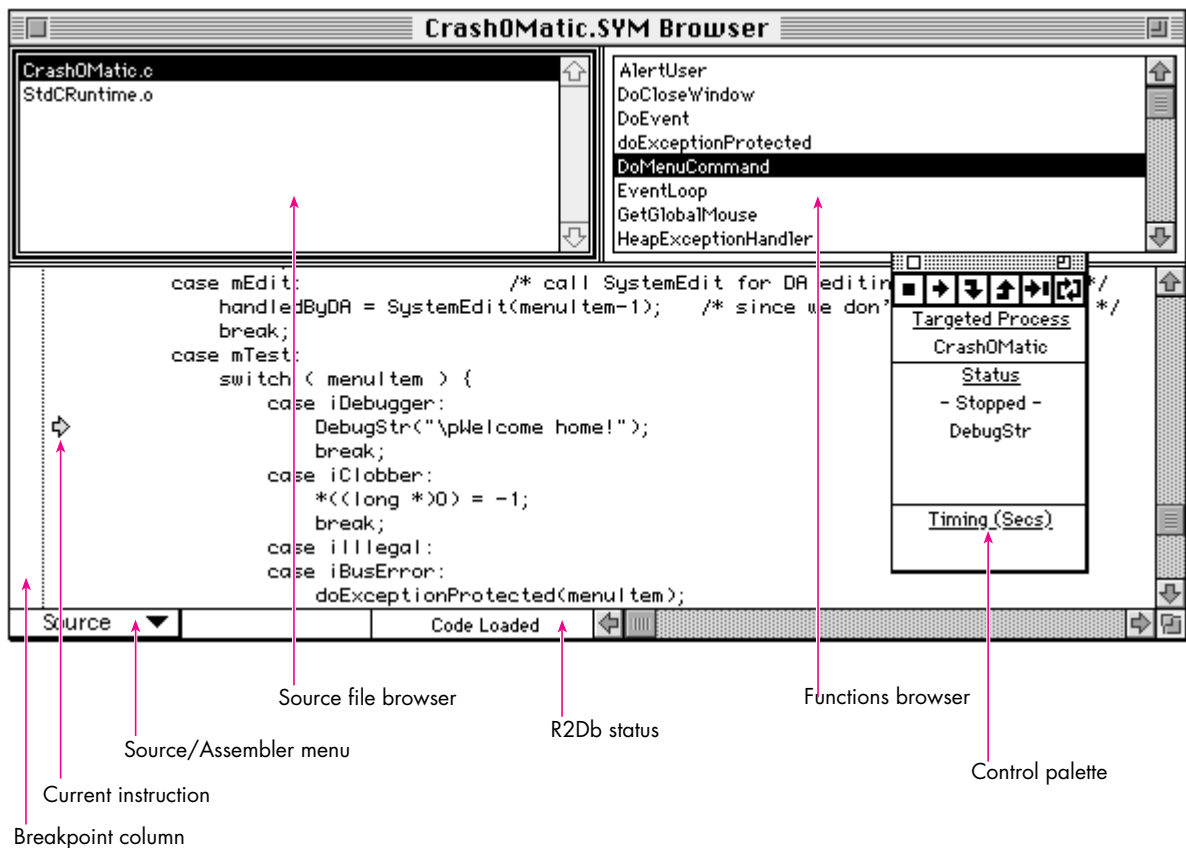 CrashOMatic.SYM Browser
CrashOMatic.c
StdCRuntime.o
AlertUser
DoCloseWindow
DoEvent
doExceptionProtected
DoMenuCommand
EventLoop
GetGlobalMouse
HeapExceptionHandler
case mEdit: /* call SystemEdit for DA editin */
handledByDA = SystemEdit(menuItem-1); /* since we don' */
break;
case mTest:
switch ( menuItem ) {
case iDebugger:
DebugStr("\pWelcome home!");
break;
case iClobber:
*((long *)0) = -1;
break;
case iIllegal:
case iBusError:
doExceptionProtected(menuItem);
Targeted Process
CrashOMatic
Status
- Stopped -
DebugStr
Timing (Secs)
Source
Code Loaded
Source file browser
Functions browser
R2Db status
Source/Assembler menu
Control palette
Current instruction
Breakpoint column